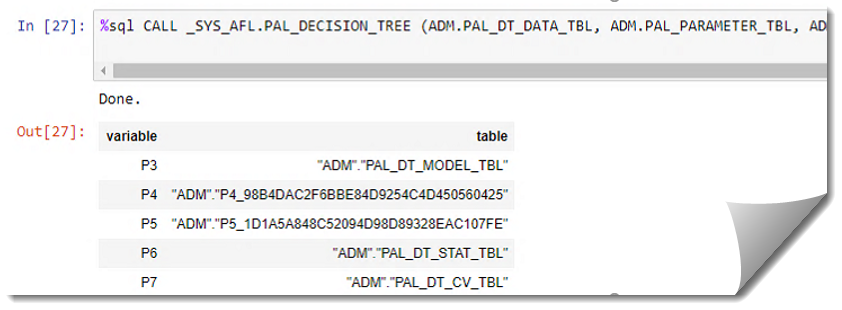 In [27]: %sql CALL _SYS_AFL.PAL_DECISION_TREE (ADM.PAL_DT_DATA_TBL, ADM.PAL_PARAMETER_TBL, AD
Done.
Out[27]:
variable table
P3 "ADM"."PAL_DT_MODEL_TBL"
P4 "ADM"."P4_98B4DAC2F6BBE84D9254C4D450560425"
P5 "ADM"."P5_1D1A5A848C52094D98D89328EAC107FE"
P6 "ADM"."PAL_DT_STAT_TBL"
P7 "ADM"."PAL_DT_CV_TBL"